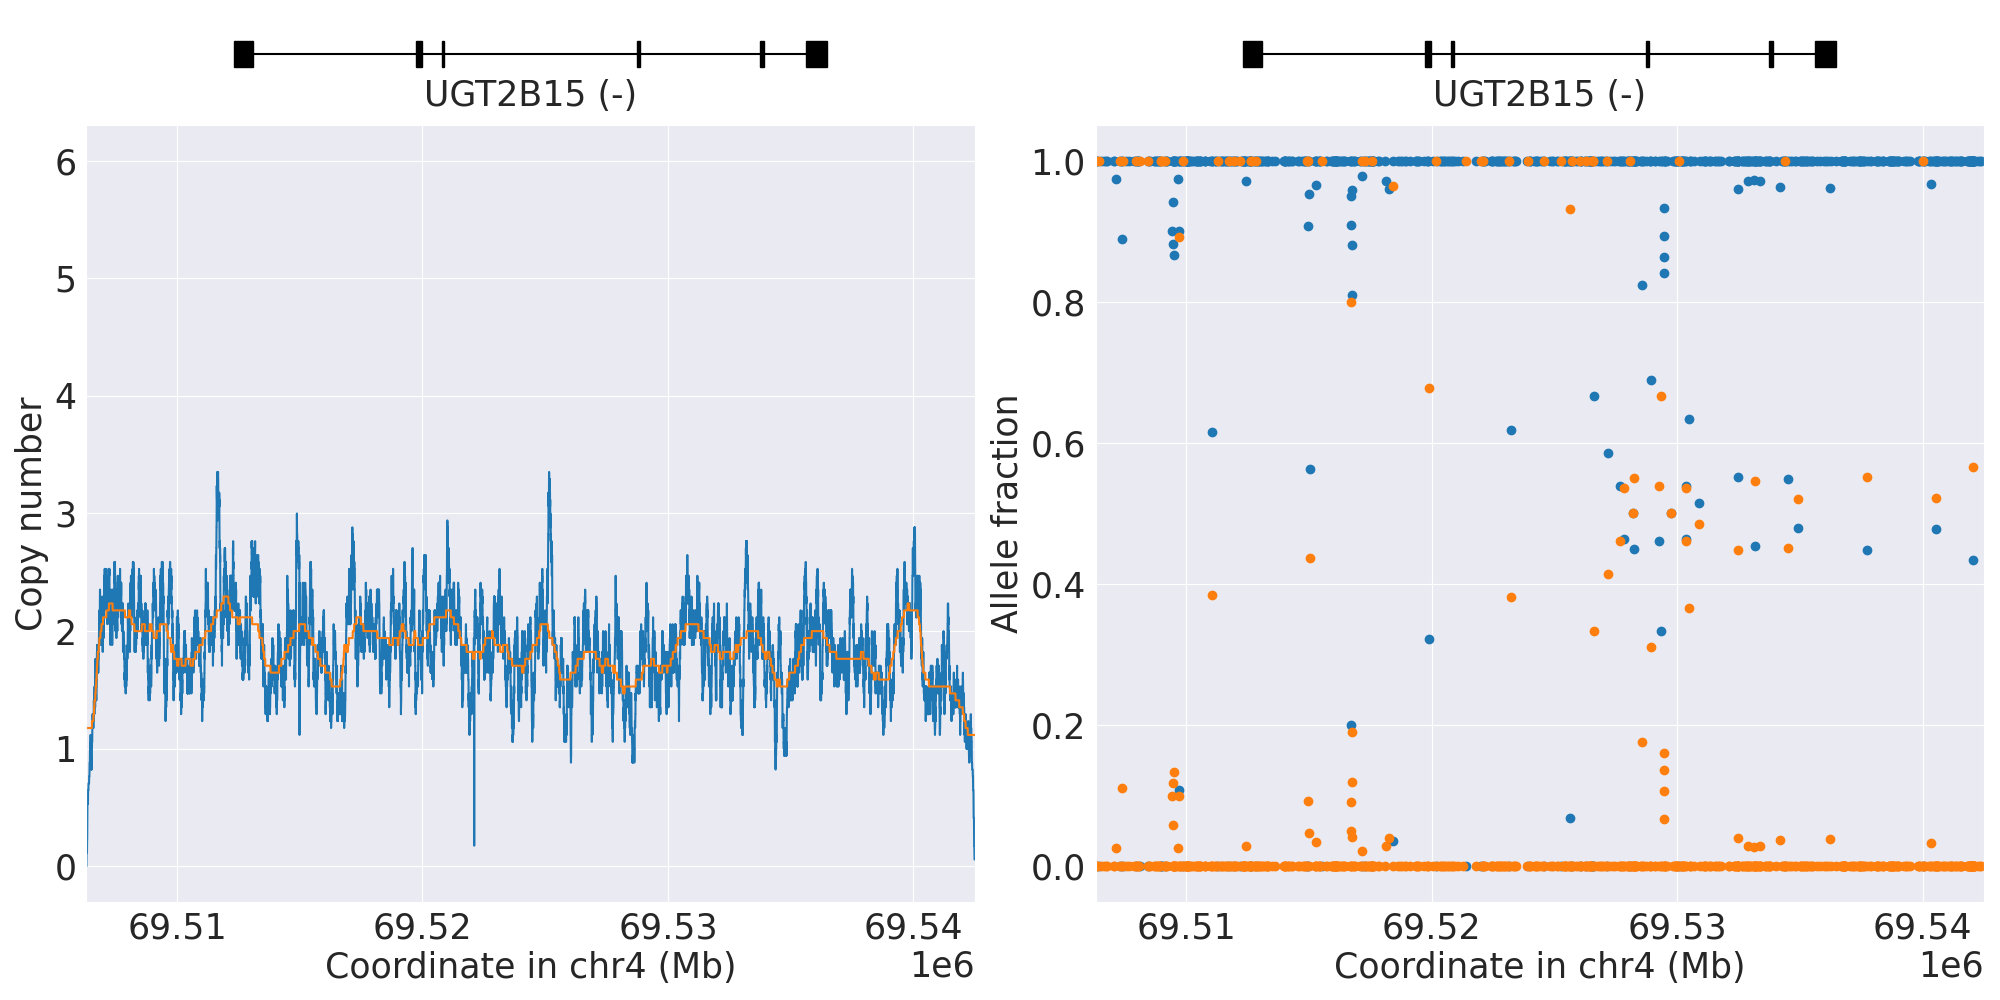 UGT2B15 (-)
6
5
4
3
2
1
0
Copy number
69.51 69.52 69.53 69.54
Coordinate in chr4 (Mb)
1e6
UGT2B15 (-)
1.0
0.8
0.6
0.4
0.2
0.0
Allele fraction
69.51 69.52 69.53 69.54
Coordinate in chr4 (Mb)
1e6